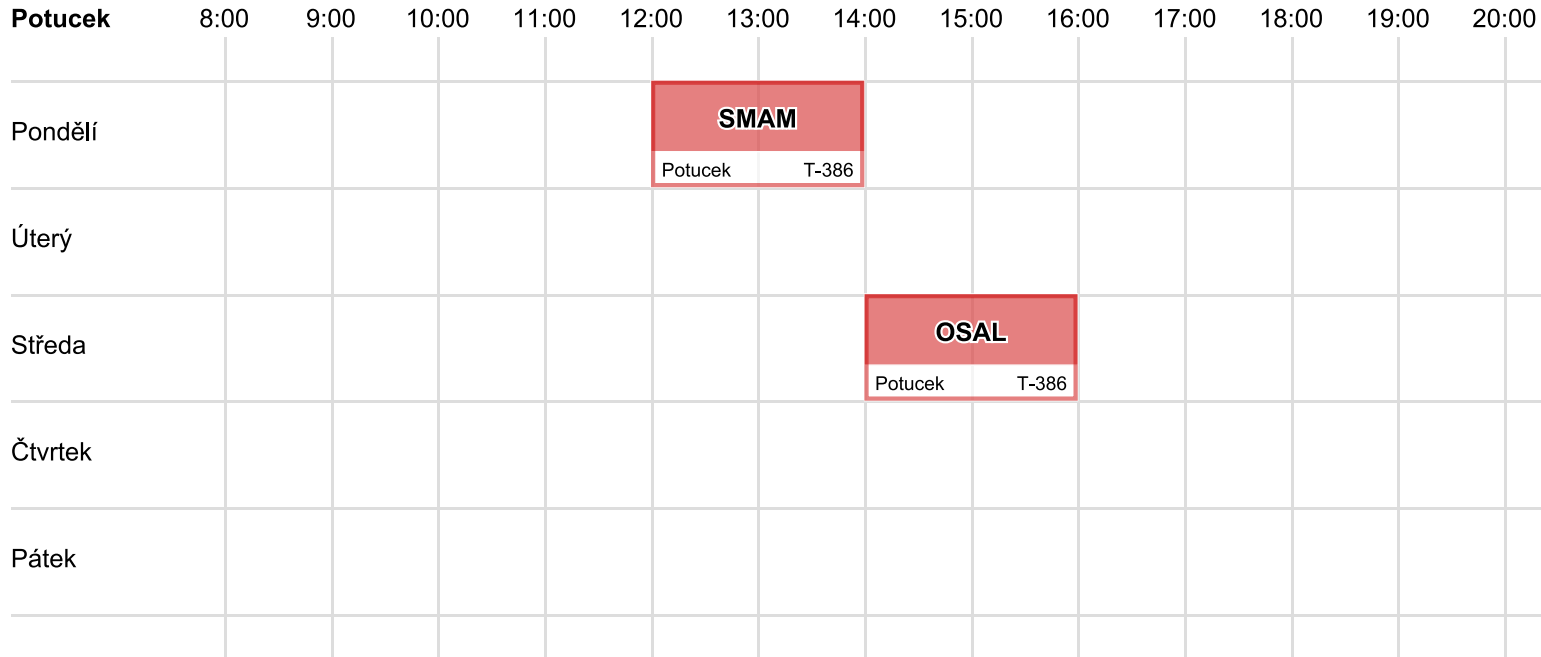 Potucek 8:00 9:00 10:00 11:00 12:00 13:00 14:00 15:00 16:00 17:00 18:00 19:00 20:00
Pondělí
SMAM
Potucek T-386
Úterý
Středa
OSAL
Potucek T-386
Čtvrtek
Pátek